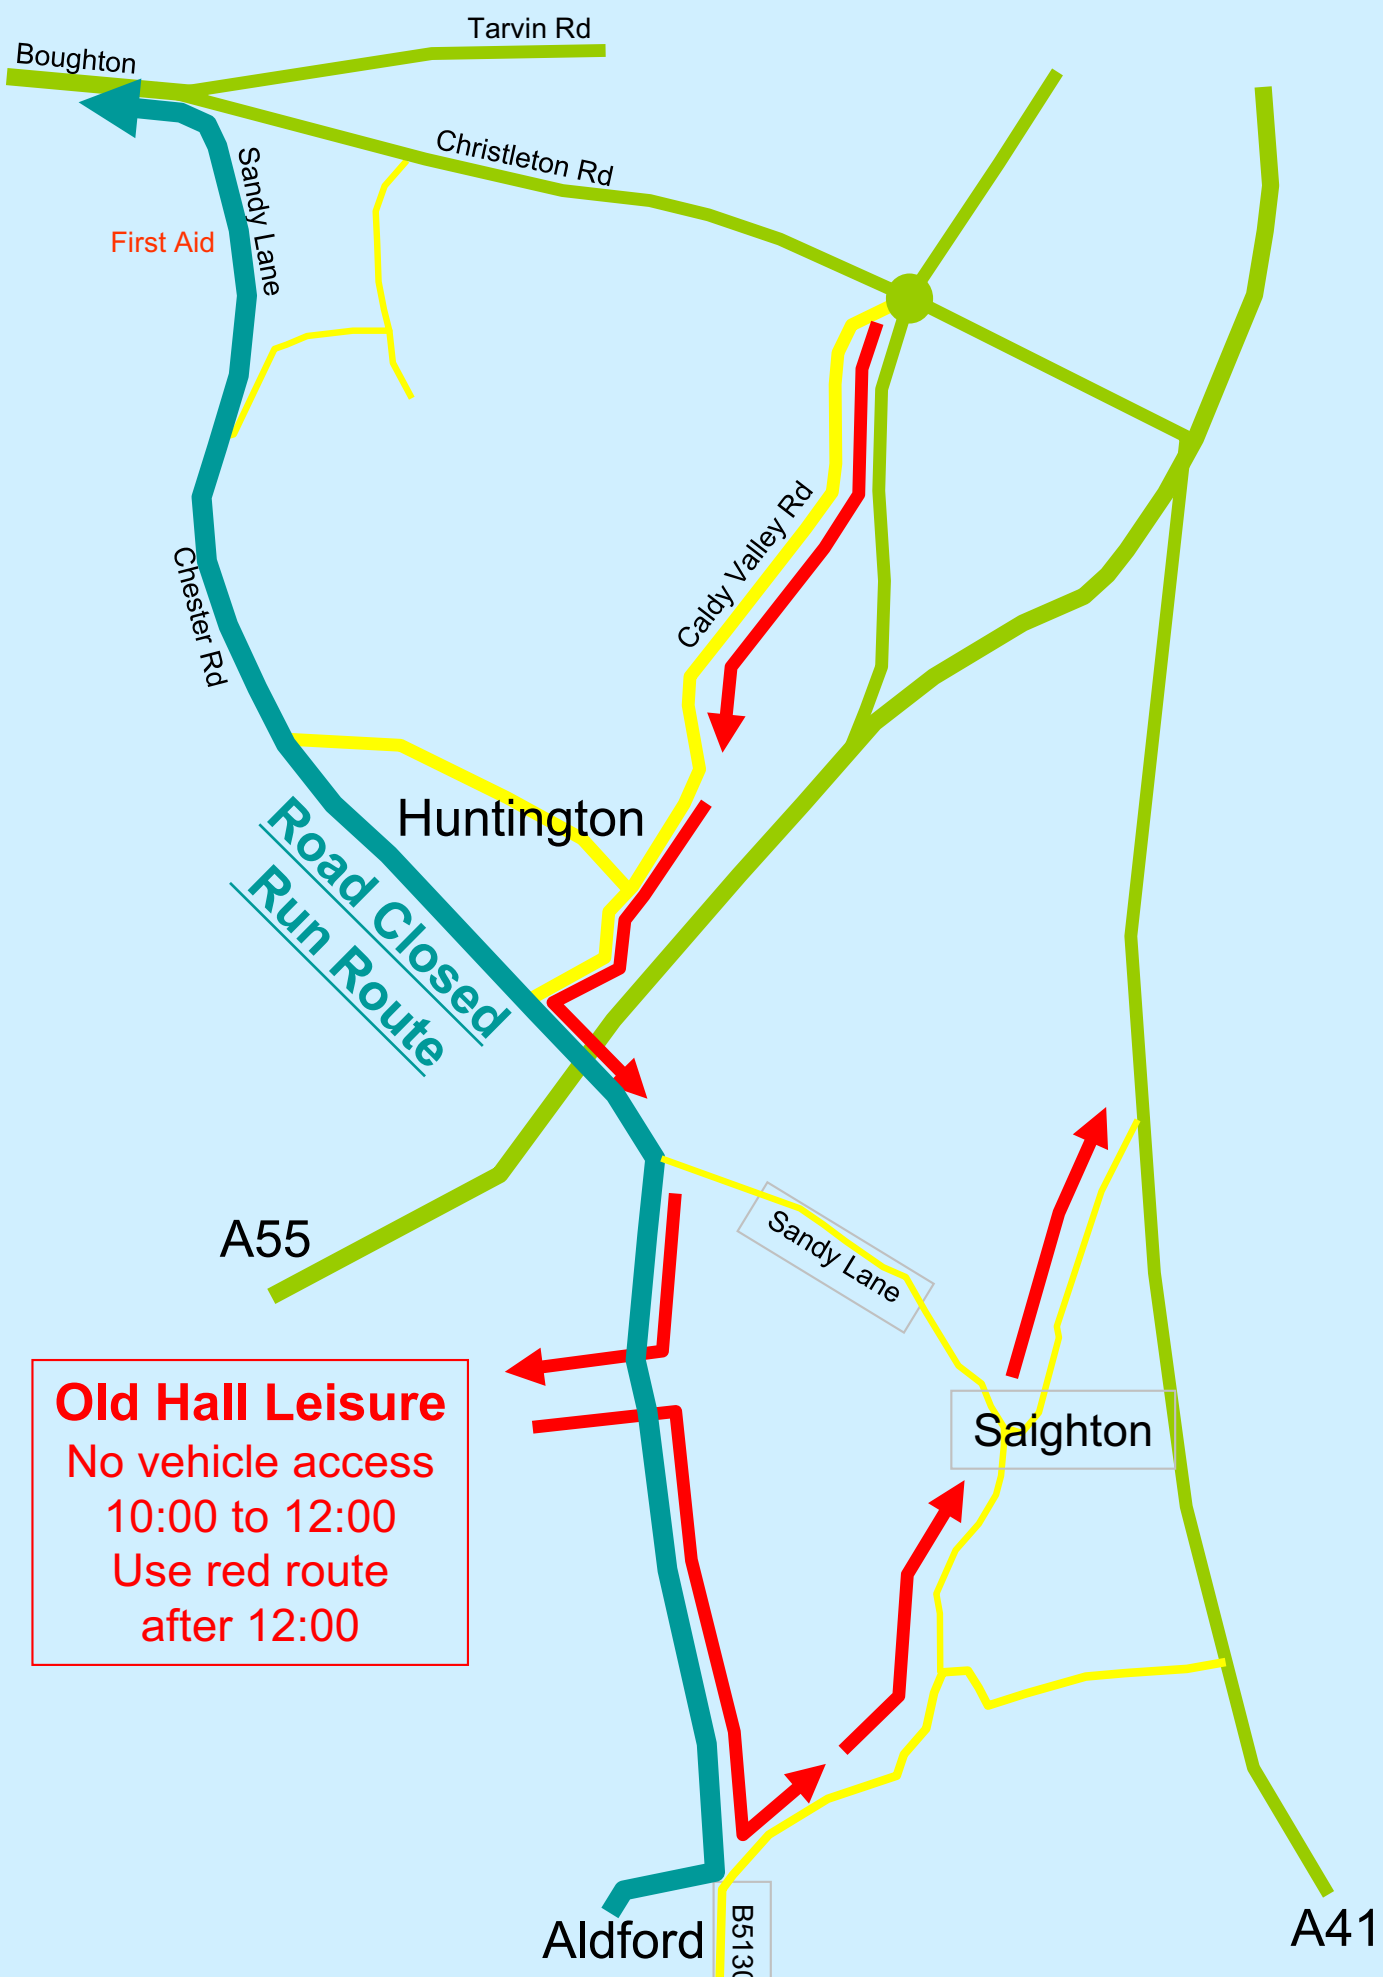 Tarvin Rd
Boughton
Christleton Rd
Sandy Lane
First Aid
Caldy Valley Rd
Chester Rd
Huntington
Road Closed
Run Route
Sandy Lane
A55
Old Hall Leisure
No vehicle access
10:00 to 12:00
Use red route
after 12:00
Saighton
Aldford
B5130
A41